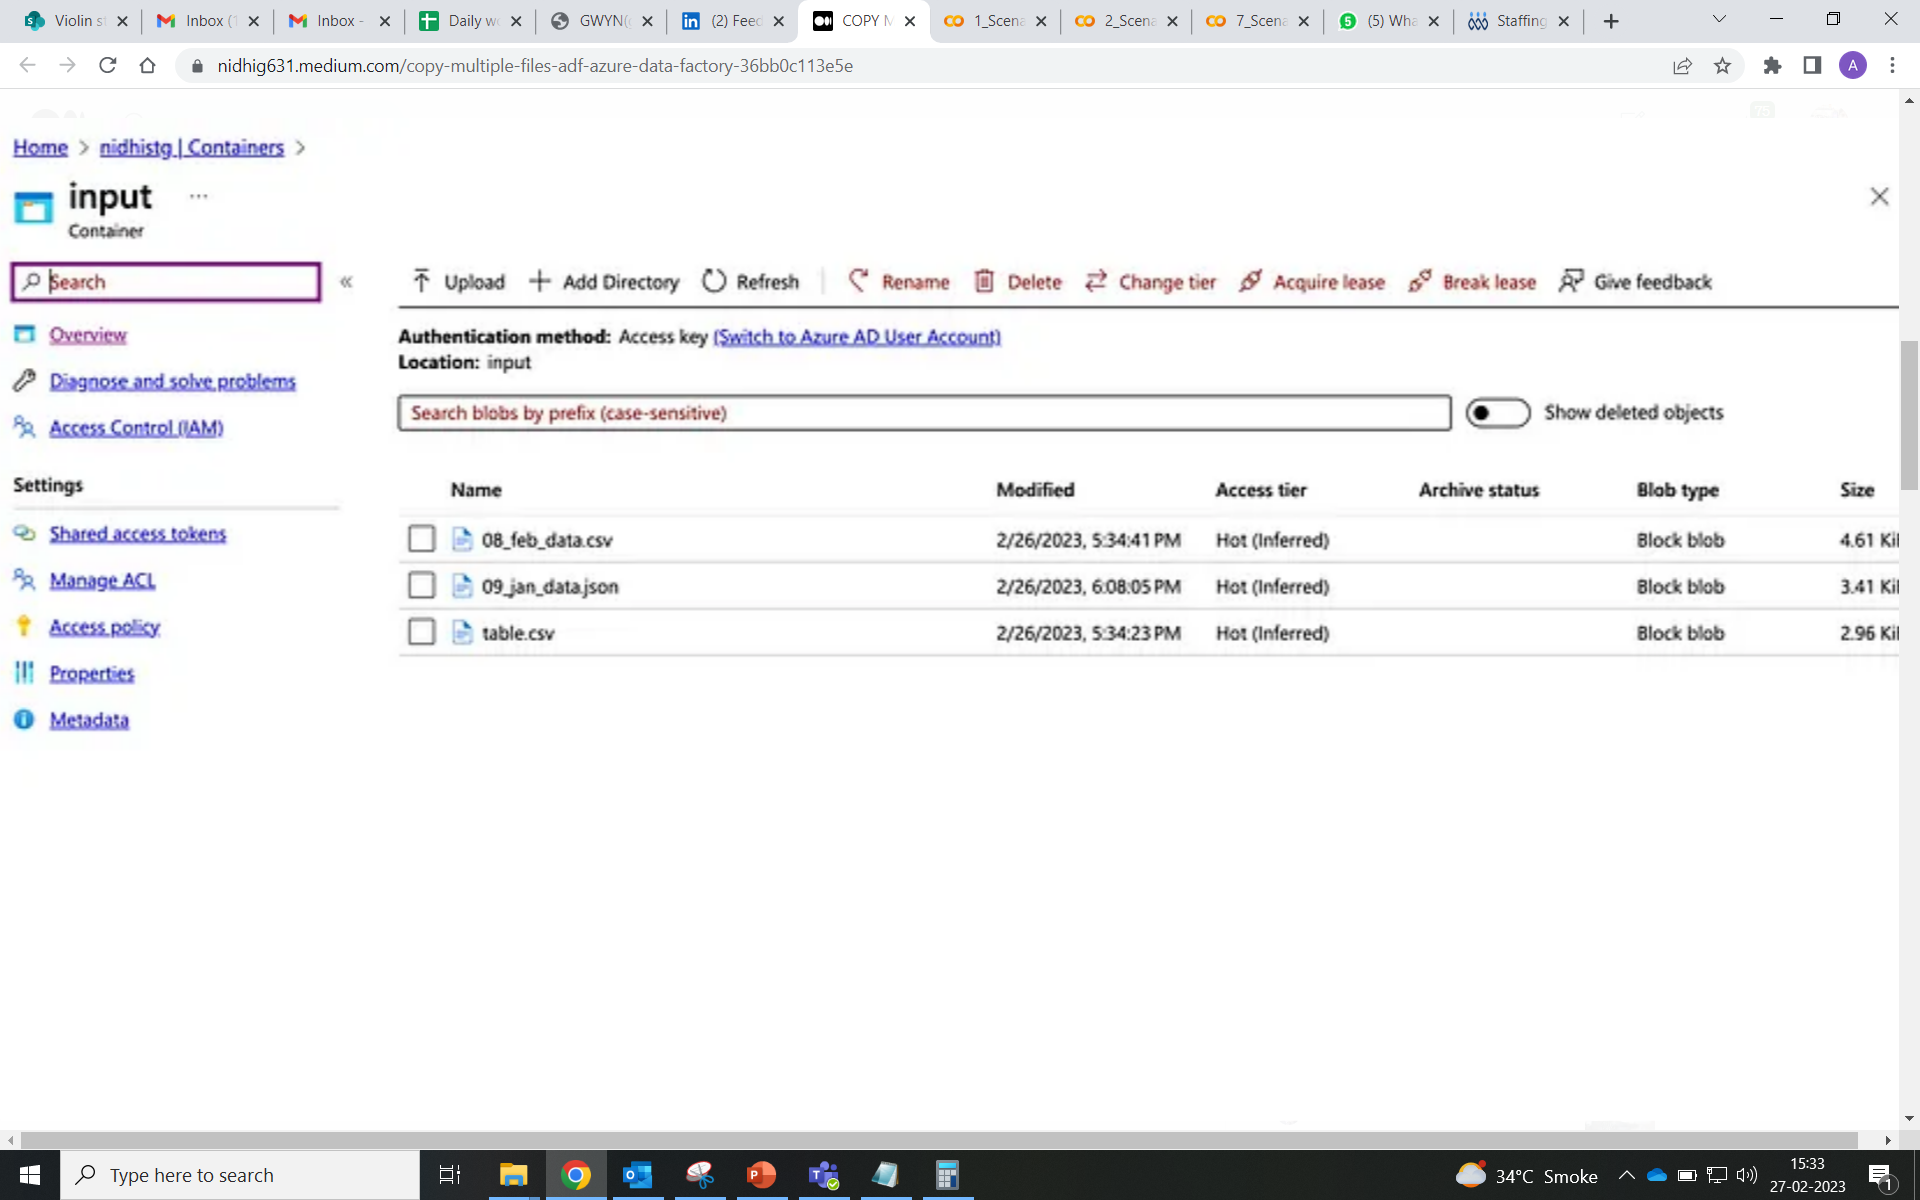 Violin st
Inbox (1
Inbox -
Daily wo
GWYN(
(2) Feed
COPY M
1_Scena
2_Scena
7_Scena
(5) Wha
Staffing
nidhig631.medium.com/copy-multiple-files-adf-azure-data-factory-36bb0c113e5e
A
Home > nidhistg | Containers >
input ...
Container
Search
Upload Add Directory Refresh Rename Delete Change tier Acquire lease Break lease Give feedback
Overview
Diagnose and solve problems
Access Control (IAM)
Settings
Shared access tokens
Manage ACL
Access policy
Properties
Metadata
Authentication method: Access key (Switch to Azure AD User Account)
Location: input
Search blobs by prefix (case-sensitive)
Show deleted objects
Name Modified Access tier Archive status Blob type Size
08_feb_data.csv 2/26/2023, 5:34:41 PM Hot (Inferred) Block blob 4.61 Ki
09_jan_data.json 2/26/2023, 6:08:05 PM Hot (Inferred) Block blob 3.41 Ki
table.csv 2/26/2023, 5:34:23 PM Hot (Inferred) Block blob 2.96 Ki
Type here to search
34°C Smoke
15:33
27-02-2023
1